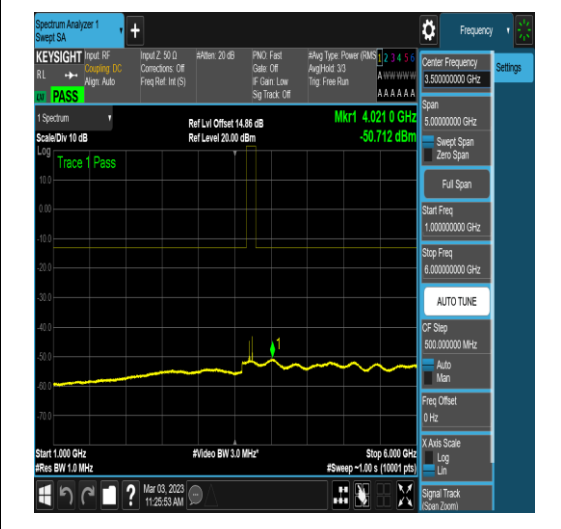 Spectrum Analyzer 1
Swept SA
+
Frequency
KEYSIGHT
RL
Input: RF
Coupling: DC
Align: Auto
Input Z: 50 Ω
Corrections: Off
Freq Ref: Int (S)
#Atten: 20 dB
PNO: Fast
Gate: Off
IF Gain: Low
Sig Track: Off
#Avg Type: Power (RMS
Avg|Hold: 3/3
Trig: Free Run
1 2 3 4 5 6
A W W W W W
A A A A A A
PASS
1 Spectrum
Scale/Div 10 dB
Ref Lvl Offset 14.86 dB
Ref Level 20.00 dBm
Mkr1 4.021 0 GHz
-50.712 dBm
Log
Trace 1 Pass
10.0
0.00
-10.0
-20.0
-30.0
-40.0
-50.0
-60.0
-70.0
1
Start 1.000 GHz
#Res BW 1.0 MHz
#Video BW 3.0 MHz*
Stop 6.000 GHz
#Sweep ~1.00 s (10001 pts)
Mar 03, 2023
11:25:53 AM
?
Center Frequency
3.500000000 GHz
Settings
Span
5.00000000 GHz
Swept Span
Zero Span
Full Span
Start Freq
1.000000000 GHz
Stop Freq
6.000000000 GHz
AUTO TUNE
CF Step
500.000000 MHz
Auto
Man
Freq Offset
0 Hz
X Axis Scale
Log
Lin
Signal Track
(Span Zoom)